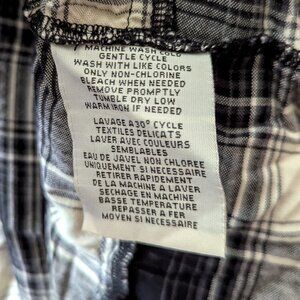 MACHINE WASH COLD
GENTLE CYCLE
WASH WITH LIKE COLORS
ONLY NON-CHLORINE
BLEACH WHEN NEEDED
REMOVE PROMPTLY
TUMBLE DRY LOW
WARM IRON IF NEEDED
LAVAGE A 30° CYCLE
TEXTILES DELICATS
LAVER AVEC COULEURS
SEMBLABLES
EAU DE JAVEL NON CHLOREE
UNIQUEMENT SI NECESSAIRE
RETIRER RAPIDEMENT
DE LA MACHINE A LAVER
SECHAGE EN MACHINE
BASSE TEMPERATURE
REPASSER A FER
MOYEN SI NECESSAIRE